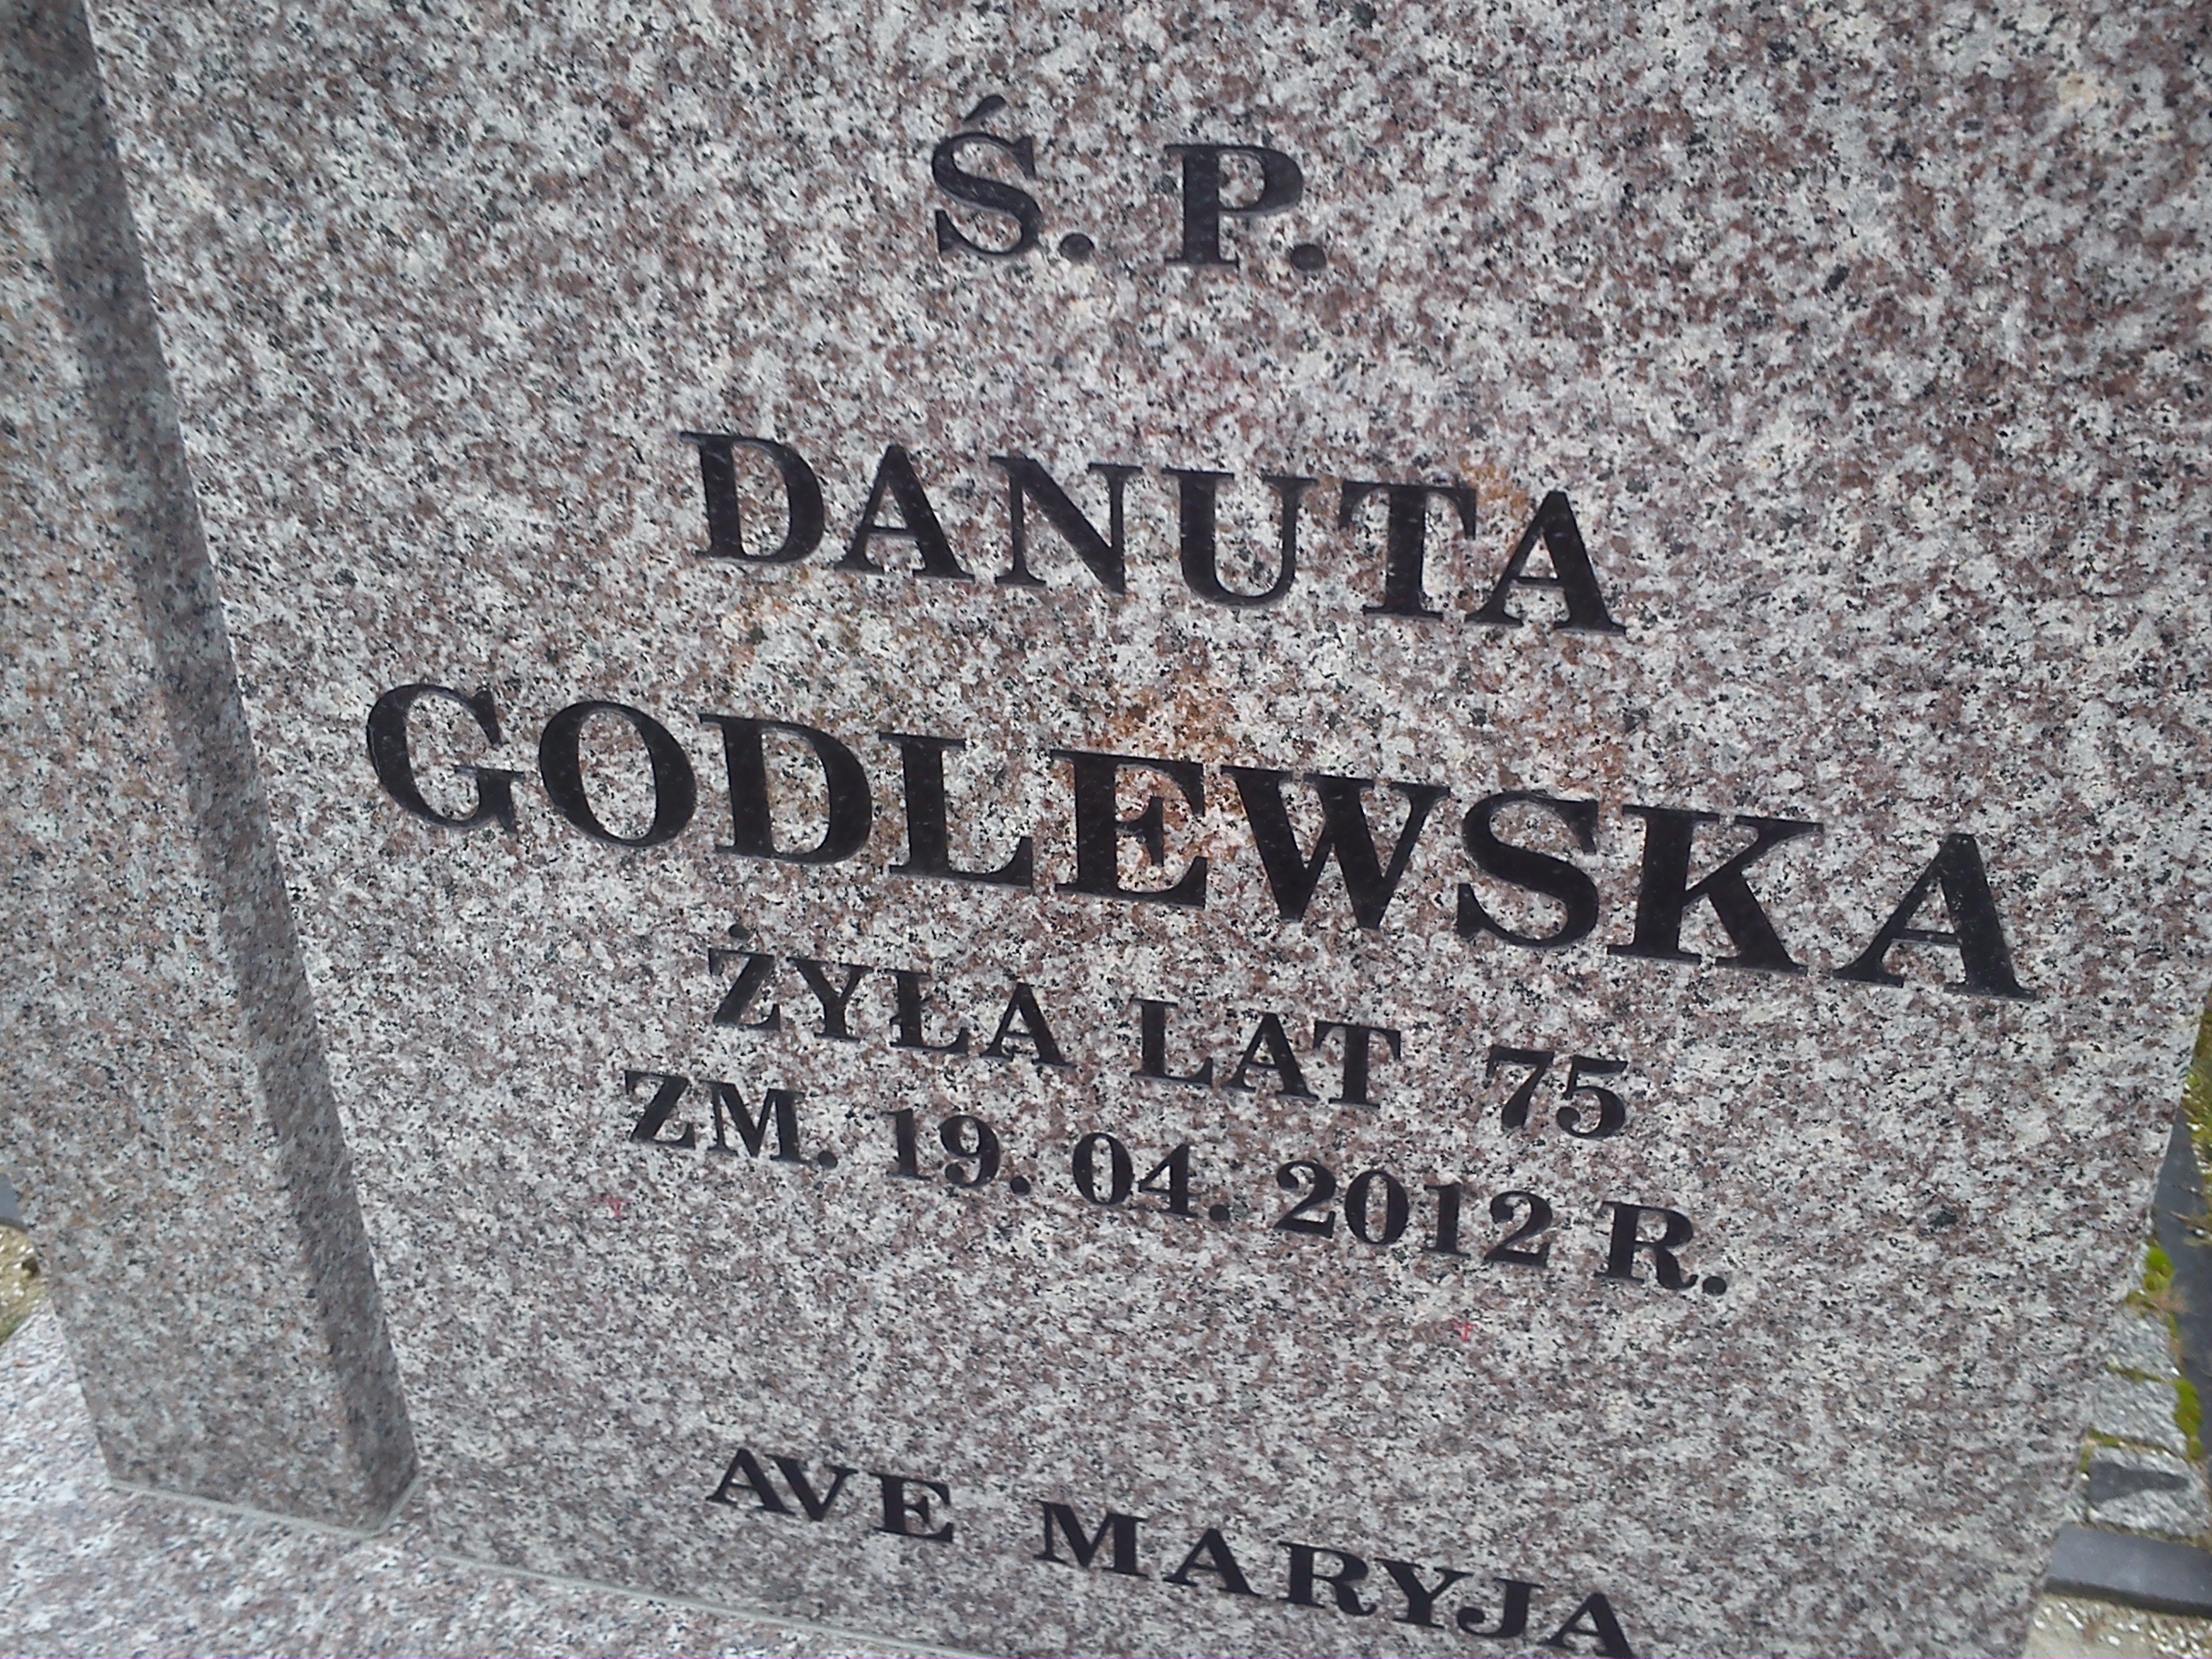 Ś. P.
DANUTA
GODLEWSKA
ŻYŁA LAT 75
ZM. 19. 04. 2012 R.
AVE MARYJA